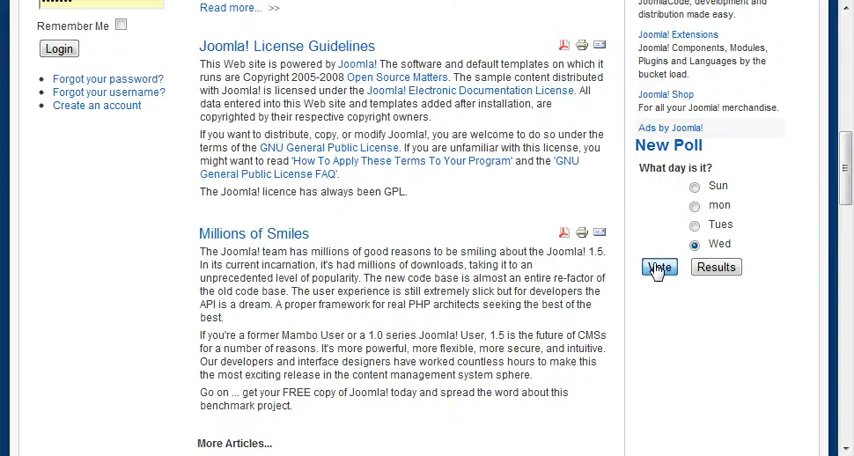 Remember Me
Login
Forgot your password?
Forgot your username?
Create an account
Read more... >>
Joomla! License Guidelines
This Web site is powered by Joomla! The software and default templates on which it
runs are Copyright 2005-2008 Open Source Matters. The sample content distributed
with Joomla! is licensed under the Joomla! Electronic Documentation License. All
data entered into this Web site and templates added after installation, are
copyrighted by their respective copyright owners.
If you want to distribute, copy, or modify Joomla!, you are welcome to do so under the
terms of the GNU General Public License. If you are unfamiliar with this license, you
might want to read 'How To Apply These Terms To Your Program' and the 'GNU
General Public License FAQ'.
The Joomla! licence has always been GPL.
Millions of Smiles
The Joomla! team has millions of good reasons to be smiling about the Joomla! 1.5.
In its current incarnation, it's had millions of downloads, taking it to an
unprecedented level of popularity. The new code base is almost an entire re-factor of
the old code base. The user experience is still extremely slick but for developers the
API is a dream. A proper framework for real PHP architects seeking the best of the
best.
If you're a former Mambo User or a 1.0 series Joomla! User, 1.5 is the future of CMSs
for a number of reasons. It's more powerful, more flexible, more secure, and intuitive.
Our developers and interface designers have worked countless hours to make this
the most exciting release in the content management system sphere.
Go on ... get your FREE copy of Joomla! today and spread the word about this
benchmark project.
More Articles...
JoomlaCode, development and
distribution made easy.
Joomla! Extensions
Joomla! Components, Modules,
Plugins and Languages by the
bucket load.
Joomla! Shop
For all your Joomla! merchandise.
Ads by Joomla!
New Poll
What day is it?
Sun
mon
Tues
Wed
Vote
Results